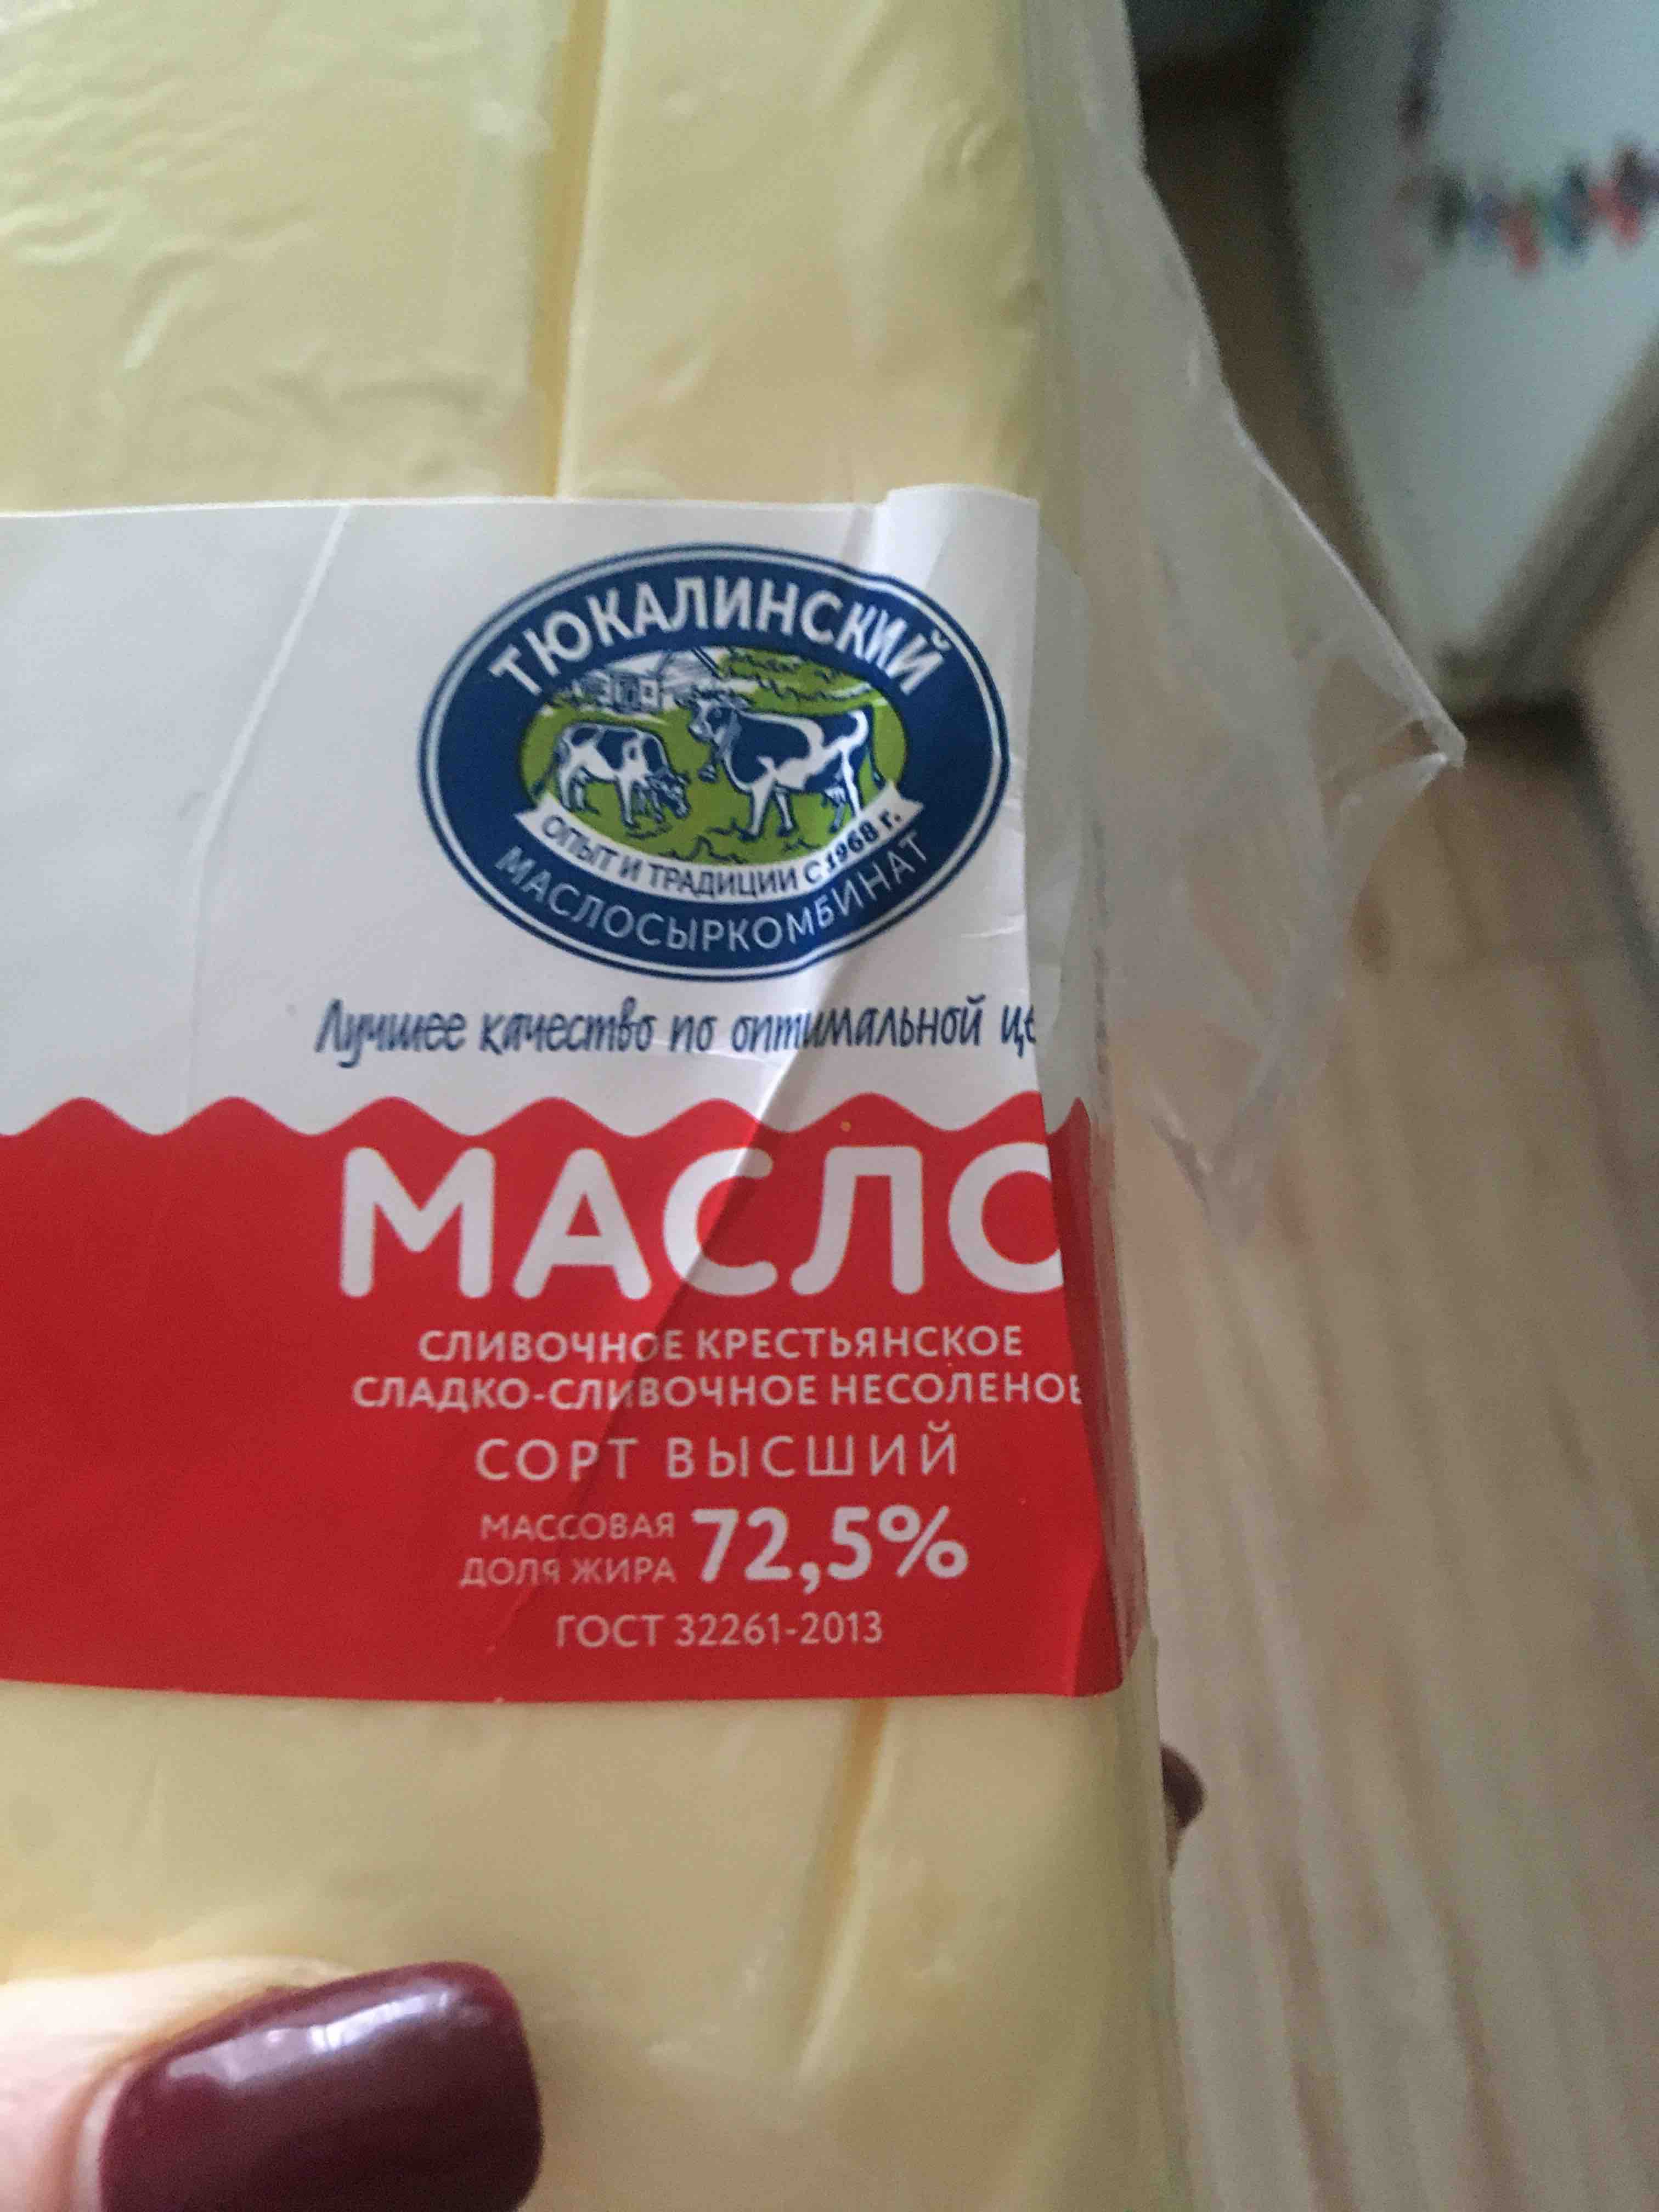 ТЮКАЛИНСКИЙ
ОПЫТ И ТРАДИЦИИ С 1968 г.
МАСЛОСЫРКОМБИНАТ
Лучшее качество по оптимальной це
МАСЛО
СЛИВОЧНОЕ КРЕСТЬЯНСКОЕ
СЛАДКО-СЛИВОЧНОЕ НЕСОЛЕНОЕ
СОРТ ВЫСШИЙ
МАССОВАЯ
ДОЛЯ ЖИРА 72,5%
ГОСТ 32261-2013